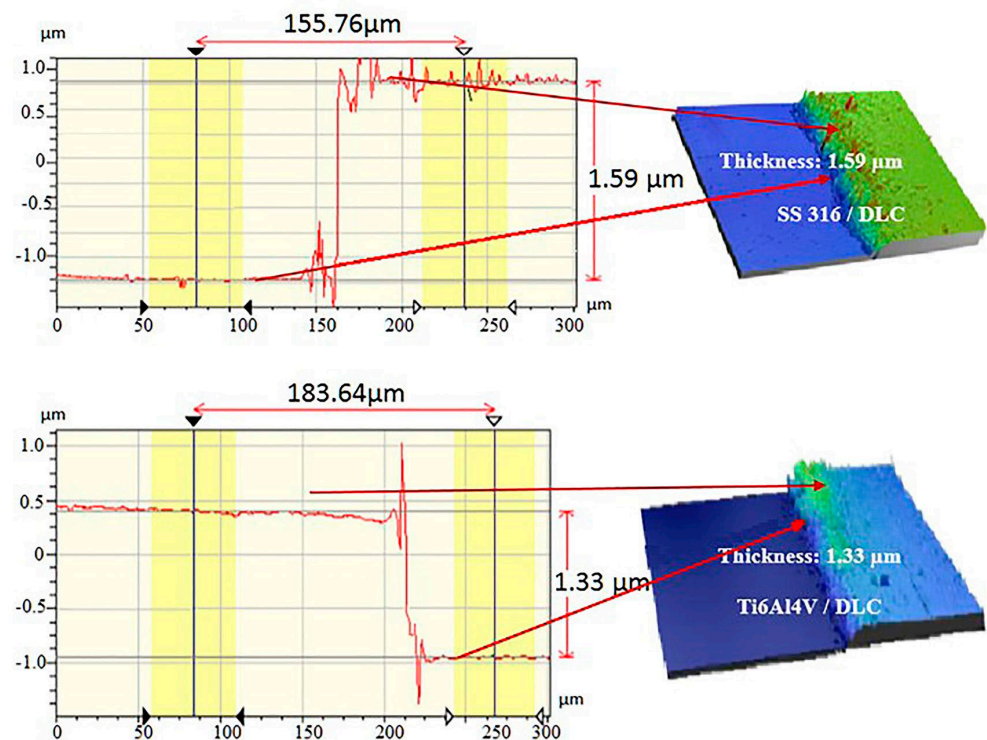 155.76µm
µm
1.0
0.5
0
-0.5
-1.0
1.59 µm
µm
0
50
100
150
200
250
300
Thickness: 1.59 µm
SS 316 / DLC
183.64µm
µm
1.0
0.5
0
-0.5
-1.0
1.33 µm
µm
0
50
100
150
200
250
300
Thickness: 1.33 µm
Ti6Al4V / DLC